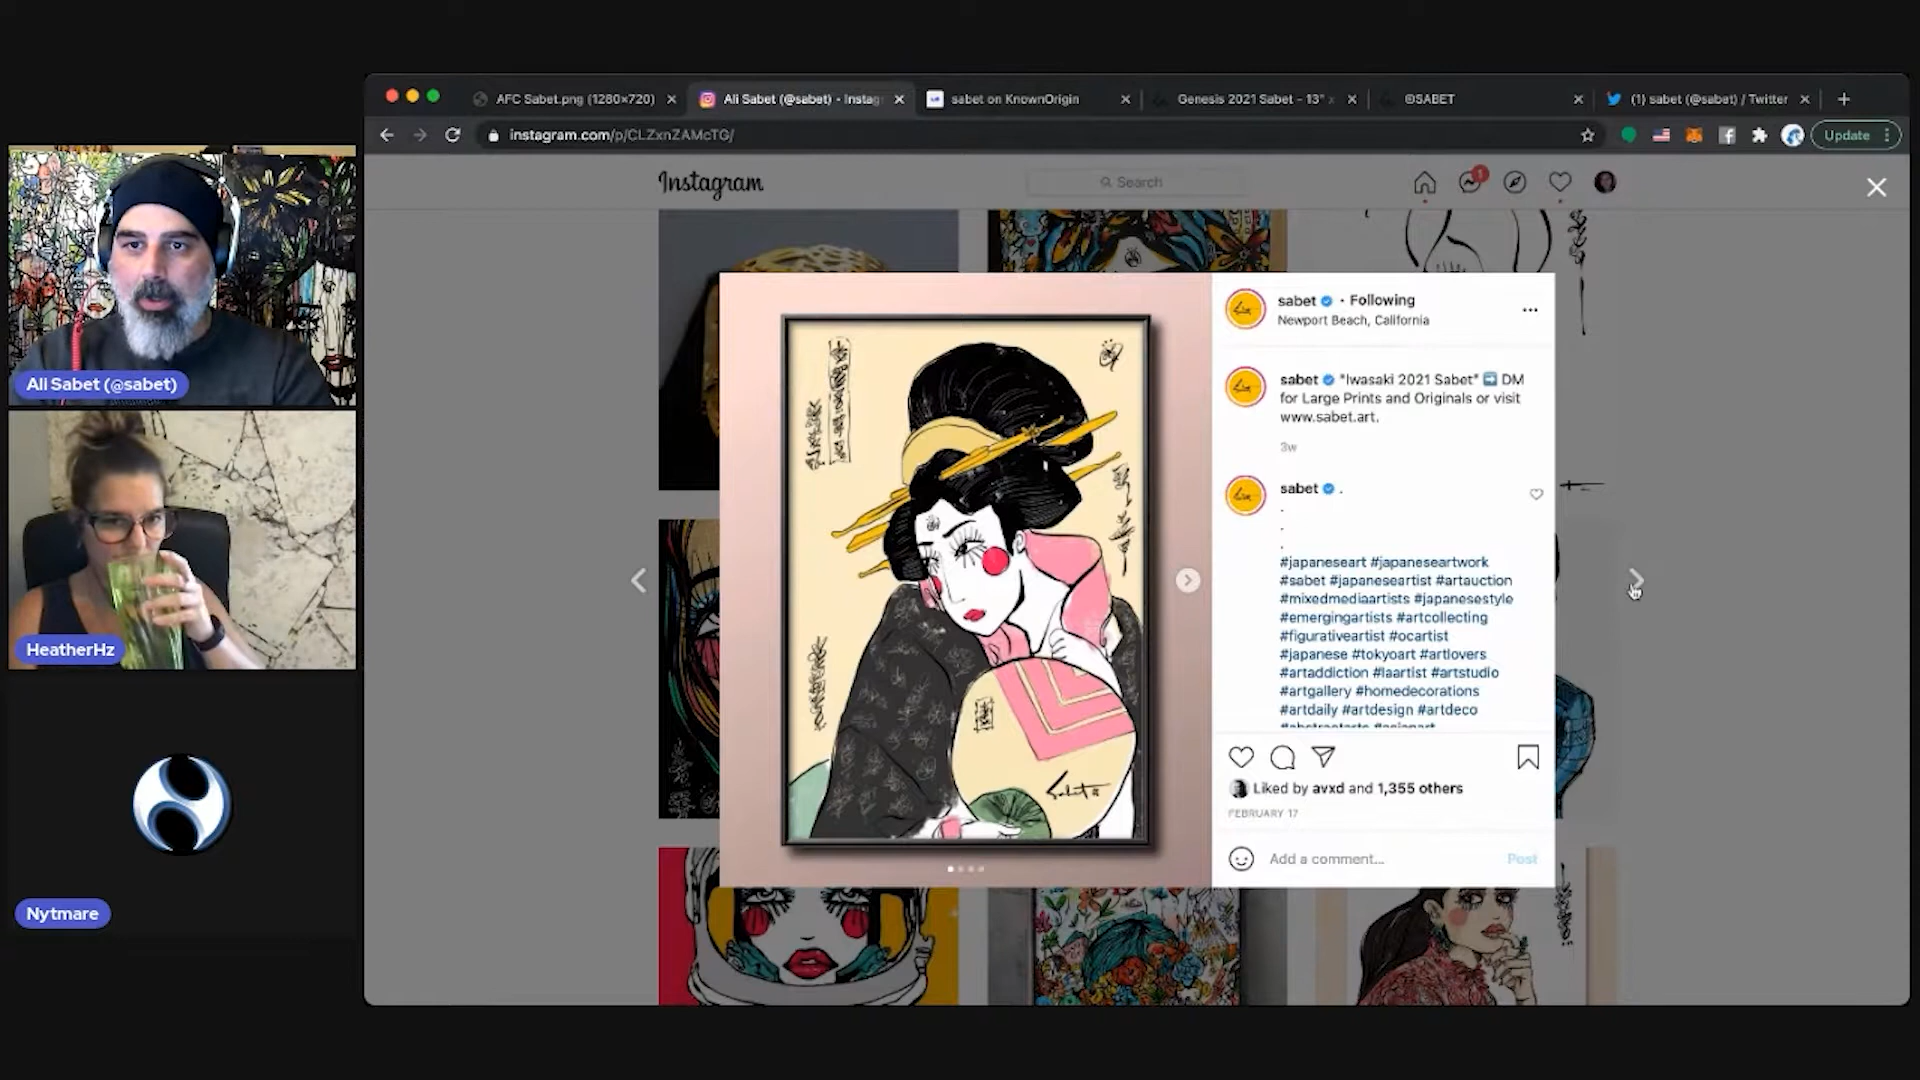 AFC Sabet.png (1280×720)
Ali Sabet (@sabet) - Instag
sabet on KnownOrigin
Genesis 2021 Sabet - 13" x
©SABET
(1) sabet (@sabet) / Twitter
instagram.com/p/CLZxnZAMcTG/
Update
Instagram
Search
1
Ali Sabet (@sabet)
HeatherHz
Nytmare
sabet • Following
Newport Beach, California
sabet "Iwasaki 2021 Sabet" ➡️ DM
for Large Prints and Originals or visit
www.sabet.art.
3w
sabet .
.
.
.
#japaneseart #japaneseartwork
#sabet #japaneseartist #artauction
#mixedmediaartists #japanesestyle
#emergingartists #artcollecting
#figurativeartist #ocartist
#japanese #tokyoart #artlovers
#artaddiction #laartist #artstudio
#artgallery #homedecorations
#artdaily #artdesign #artdeco
Sabet
Liked by avxd and 1,355 others
FEBRUARY 17
Add a comment...
Post